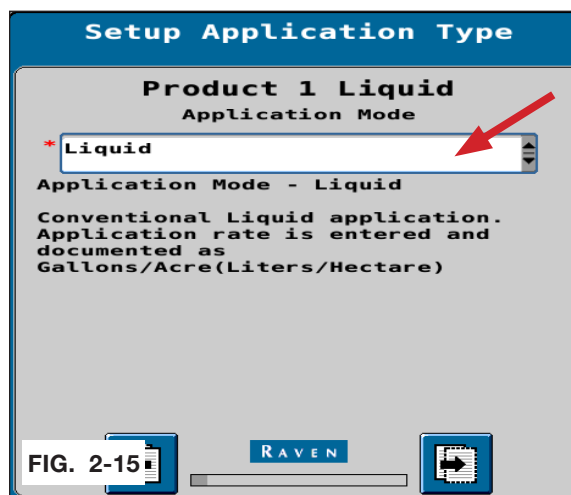 Setup Application Type
Product 1 Liquid
Application Mode
* Liquid
Application Mode - Liquid
Conventional Liquid application.
Application rate is entered and
documented as
Gallons/Acre(Liters/Hectare)
RAVEN
FIG. 2-15